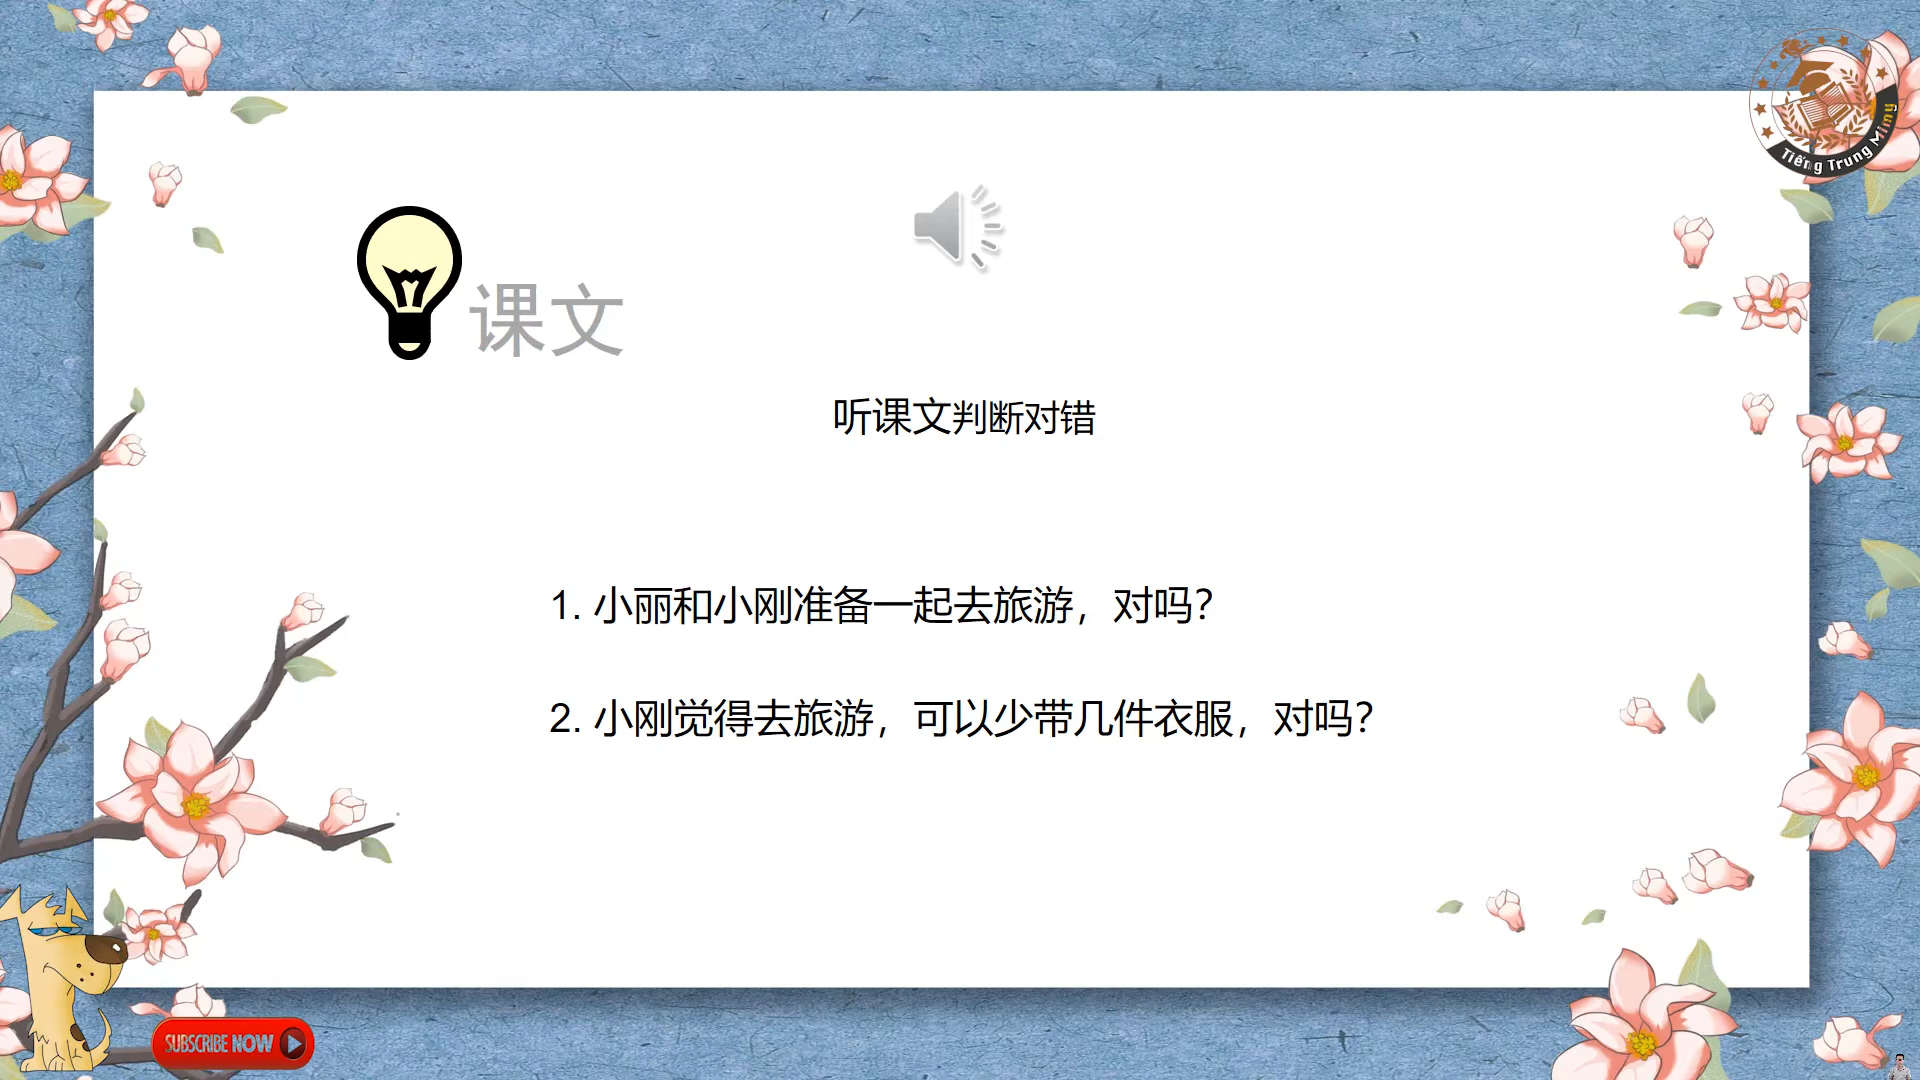 Tiếng Trung Mimy
课文
听课文判断对错
1. 小丽和小刚准备一起去旅游，对吗？
2. 小刚觉得去旅游，可以少带几件衣服，对吗？
SUBSCRIBE NOW